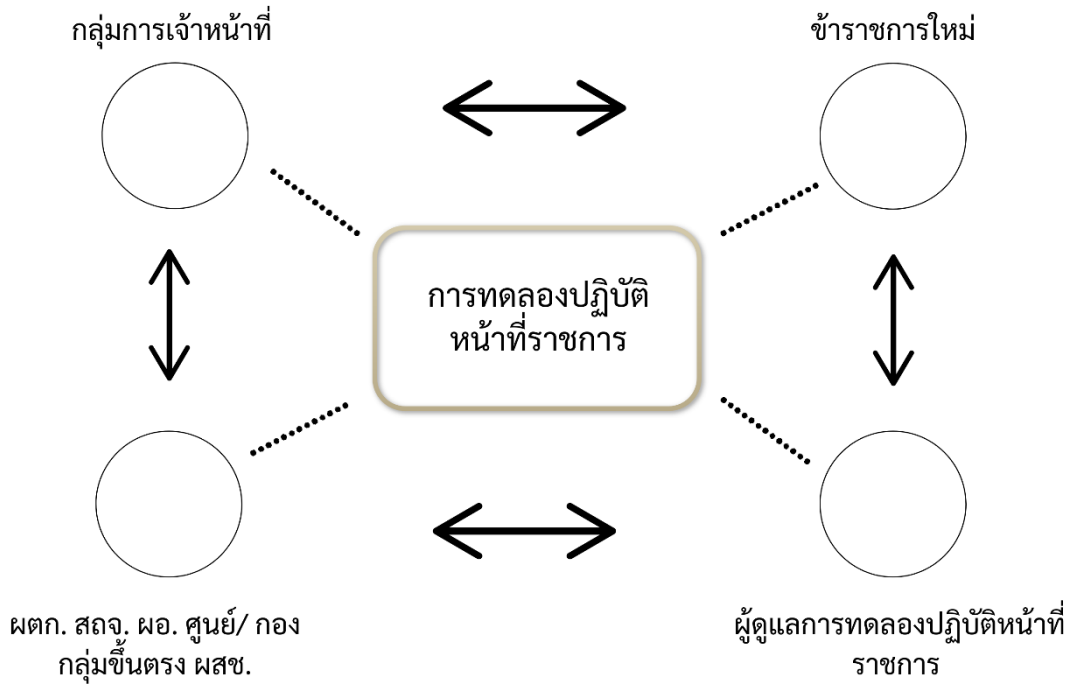 กลุ่มการเจ้าหน้าที่
ข้าราชการใหม่
การทดลองปฏิบัติ
หน้าที่ราชการ
ผตก. สถจ. ผอ. ศูนย์/ กอง
กลุ่มขึ้นตรง ผสช.
ผู้ดูแลการทดลองปฏิบัติหน้าที่
ราชการ